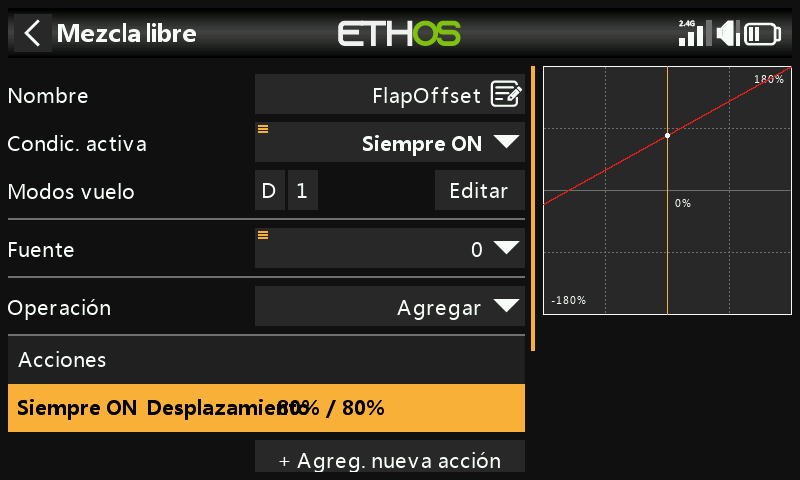 Mezcla libre
ETHOS
2.4G
Nombre
FlapOffset
180%
Condic. activa
Siempre ON
Modos vuelo
D 1
Editar
0%
Fuente
0
Operación
Agregar
-180%
Acciones
Siempre ON Desplazamiento 80% / 80%
+ Agreg. nueva acción